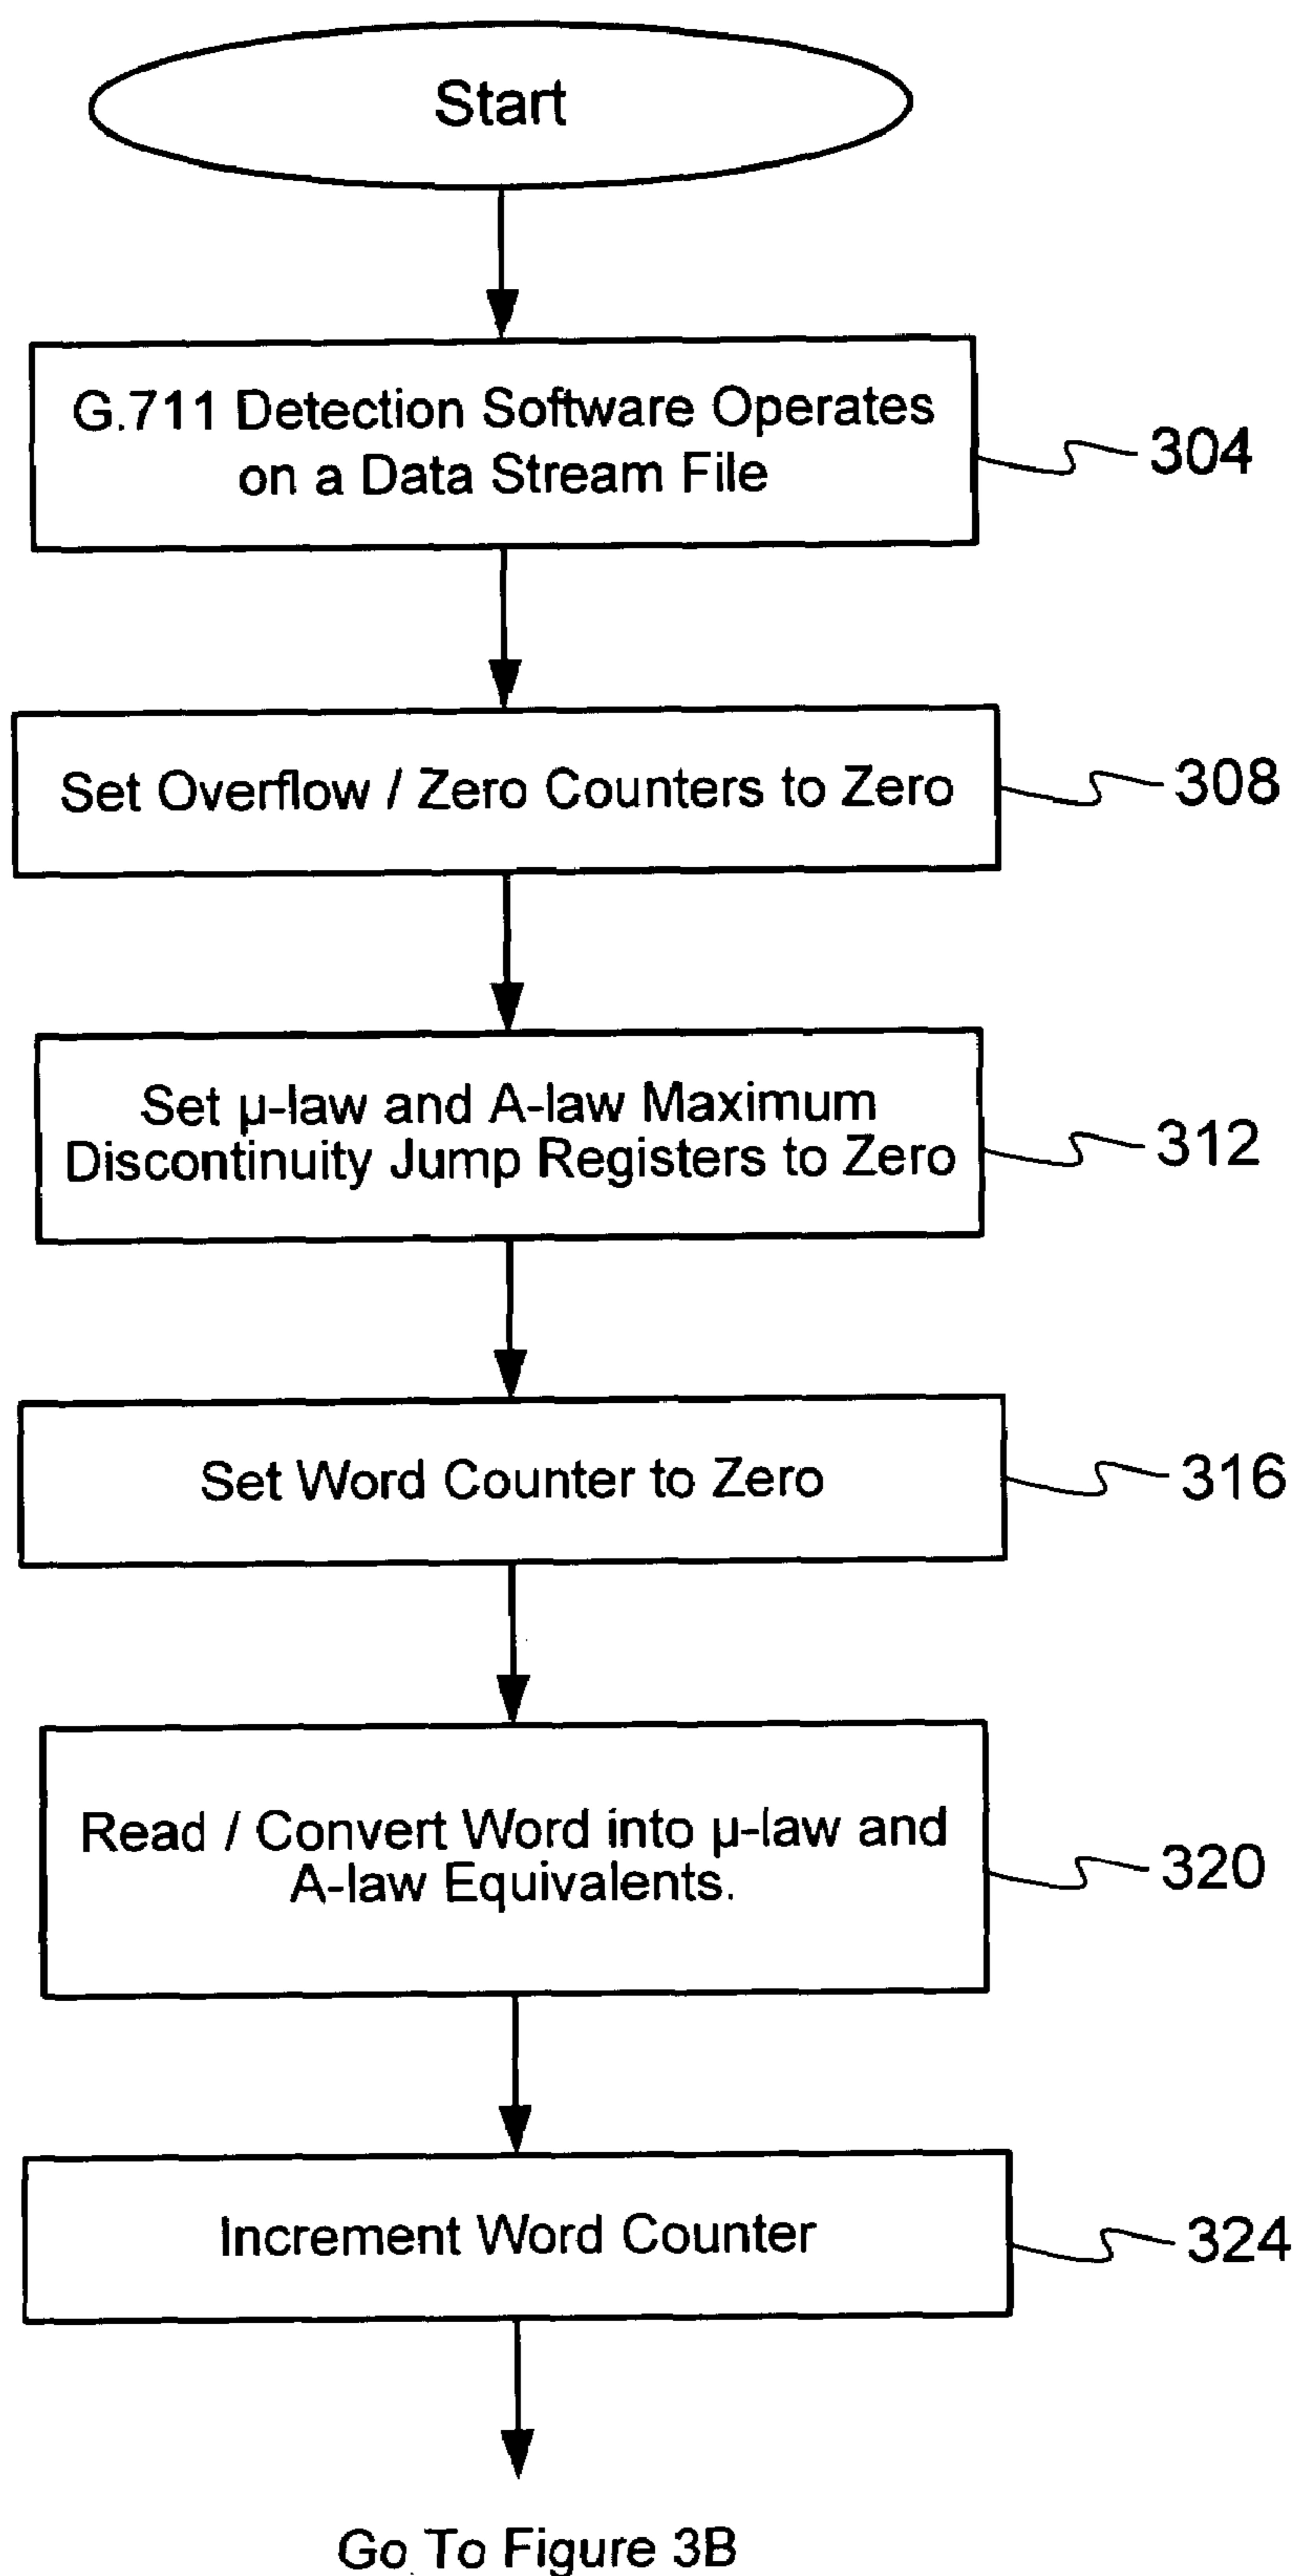 Start
G.711 Detection Software Operates
on a Data Stream File
304
Set Overflow / Zero Counters to Zero
308
Set µ-law and A-law Maximum
Discontinuity Jump Registers to Zero
312
Set Word Counter to Zero
316
Read / Convert Word into µ-law and
A-law Equivalents.
320
Increment Word Counter
324
Go To Figure 3B